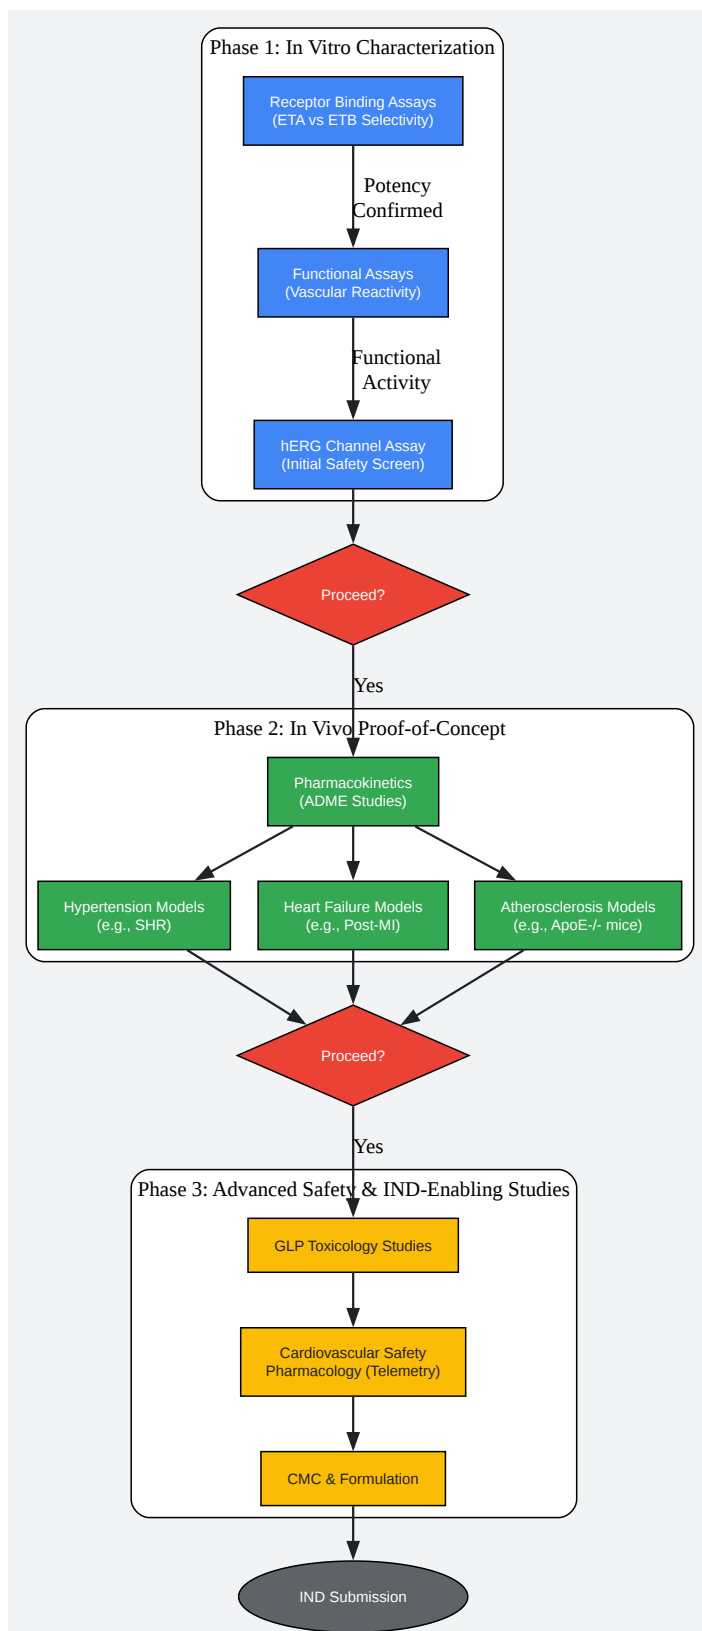 Phase 1: In Vitro Characterization
Receptor Binding Assays
(ETA vs ETB Selectivity)
Potency
Confirmed
Functional Assays
(Vascular Reactivity)
Functional
Activity
hERG Channel Assay
(Initial Safety Screen)
Proceed?
Yes
Phase 2: In Vivo Proof-of-Concept
Pharmacokinetics
(ADME Studies)
Hypertension Models
(e.g., SHR)
Heart Failure Models
(e.g., Post-MI)
Atherosclerosis Models
(e.g., ApoE-/- mice)
Proceed?
Yes
Phase 3: Advanced Safety & IND-Enabling Studies
GLP Toxicology Studies
Cardiovascular Safety
Pharmacology (Telemetry)
CMC & Formulation
IND Submission